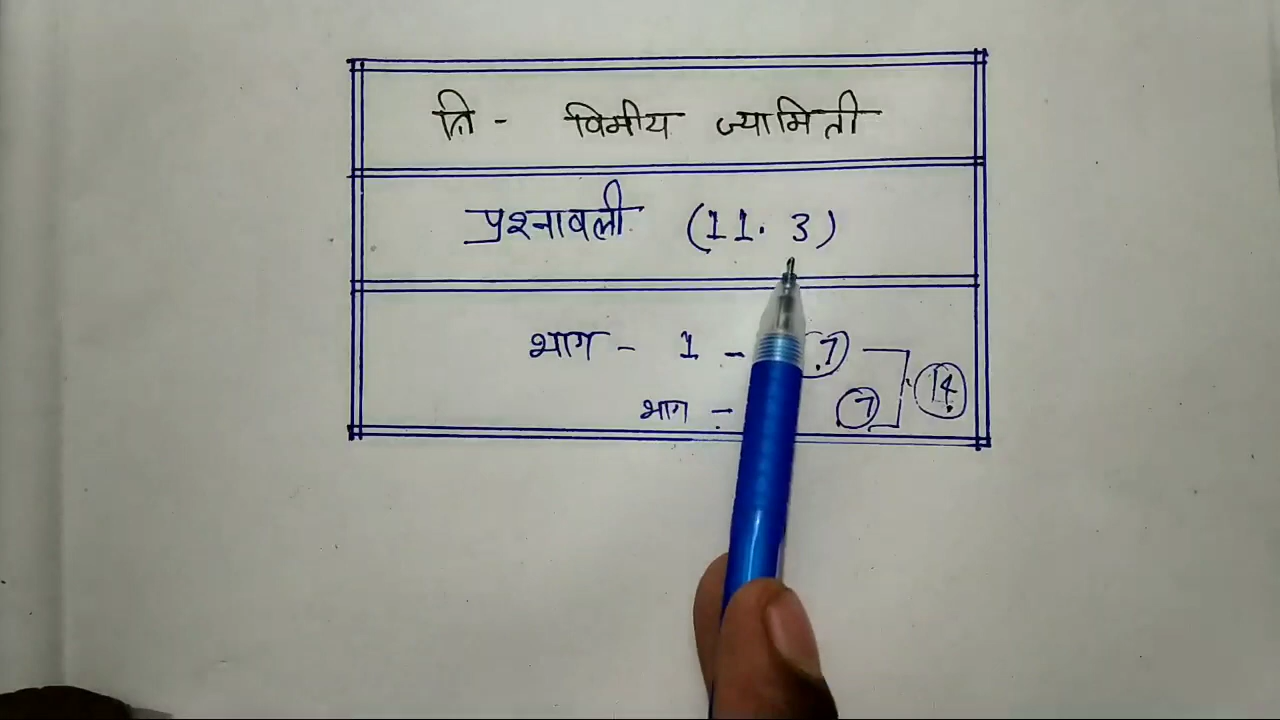 त्रि - विमीय ज्यामिती
प्रश्नावली (11.3)
भाग - 1 - 7
भाग - 7
14